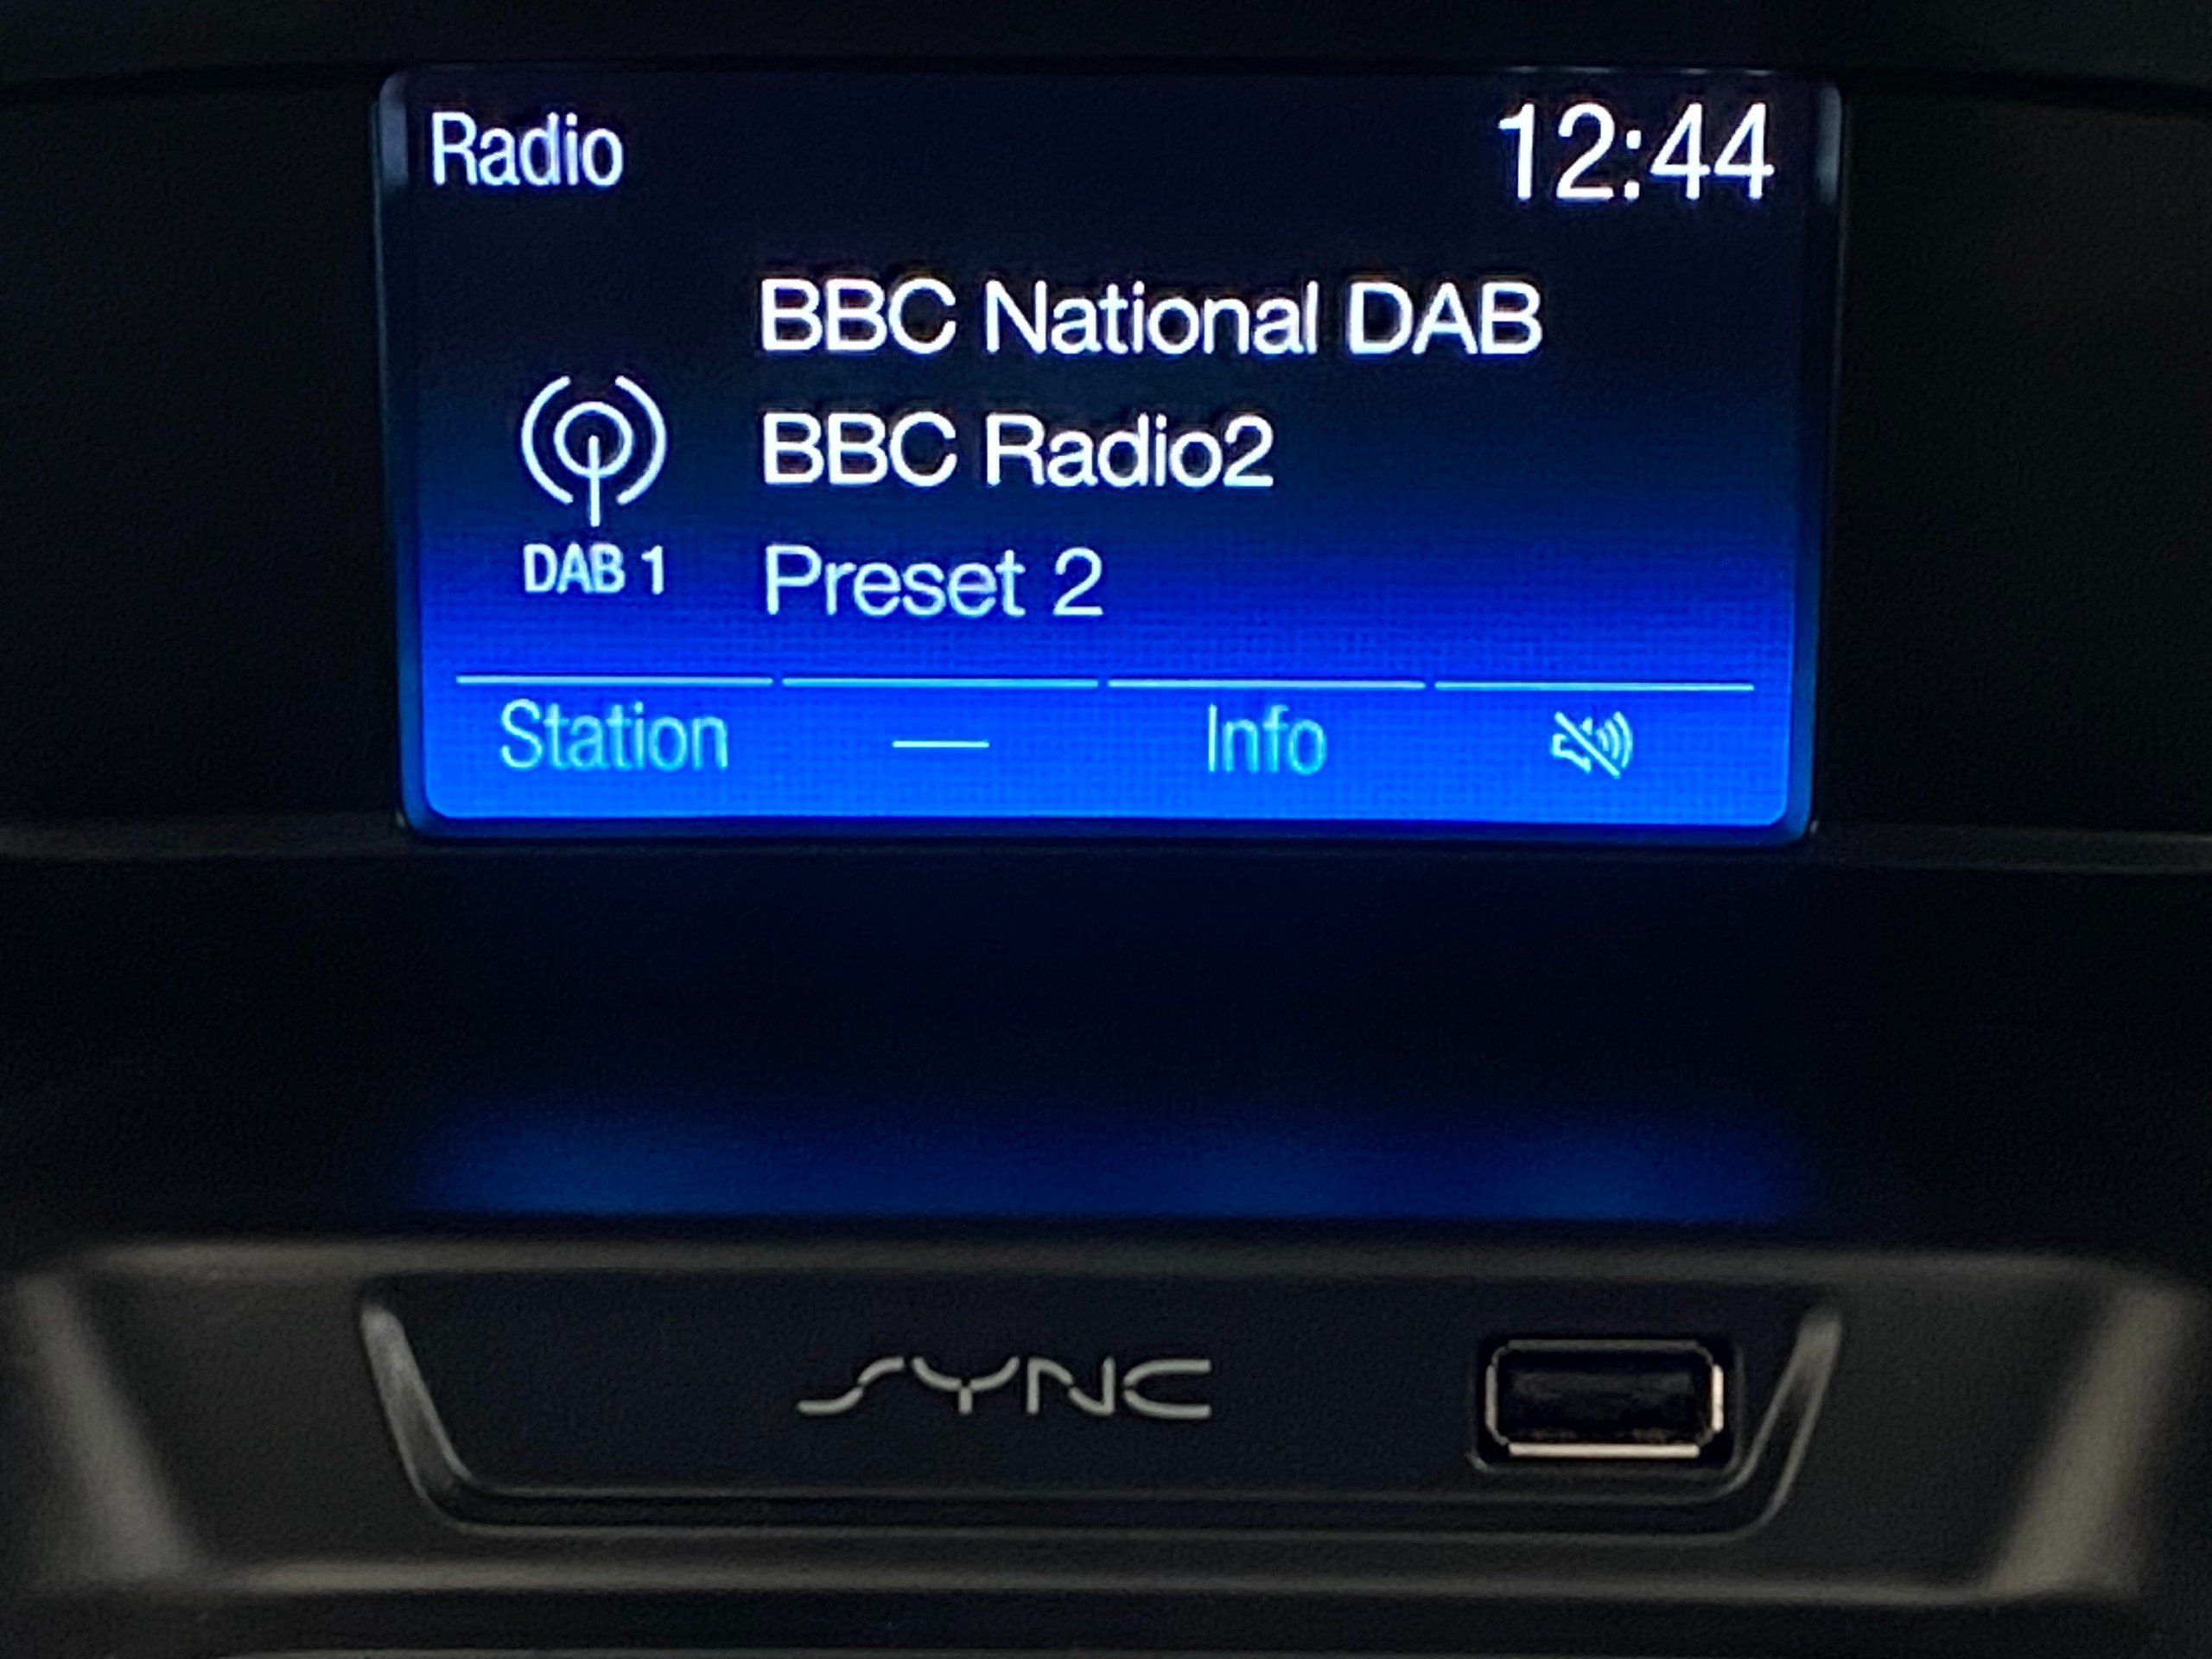 Radio 12:44
BBC National DAB
BBC Radio2
DAB 1 Preset 2
Station — Info
SYNC